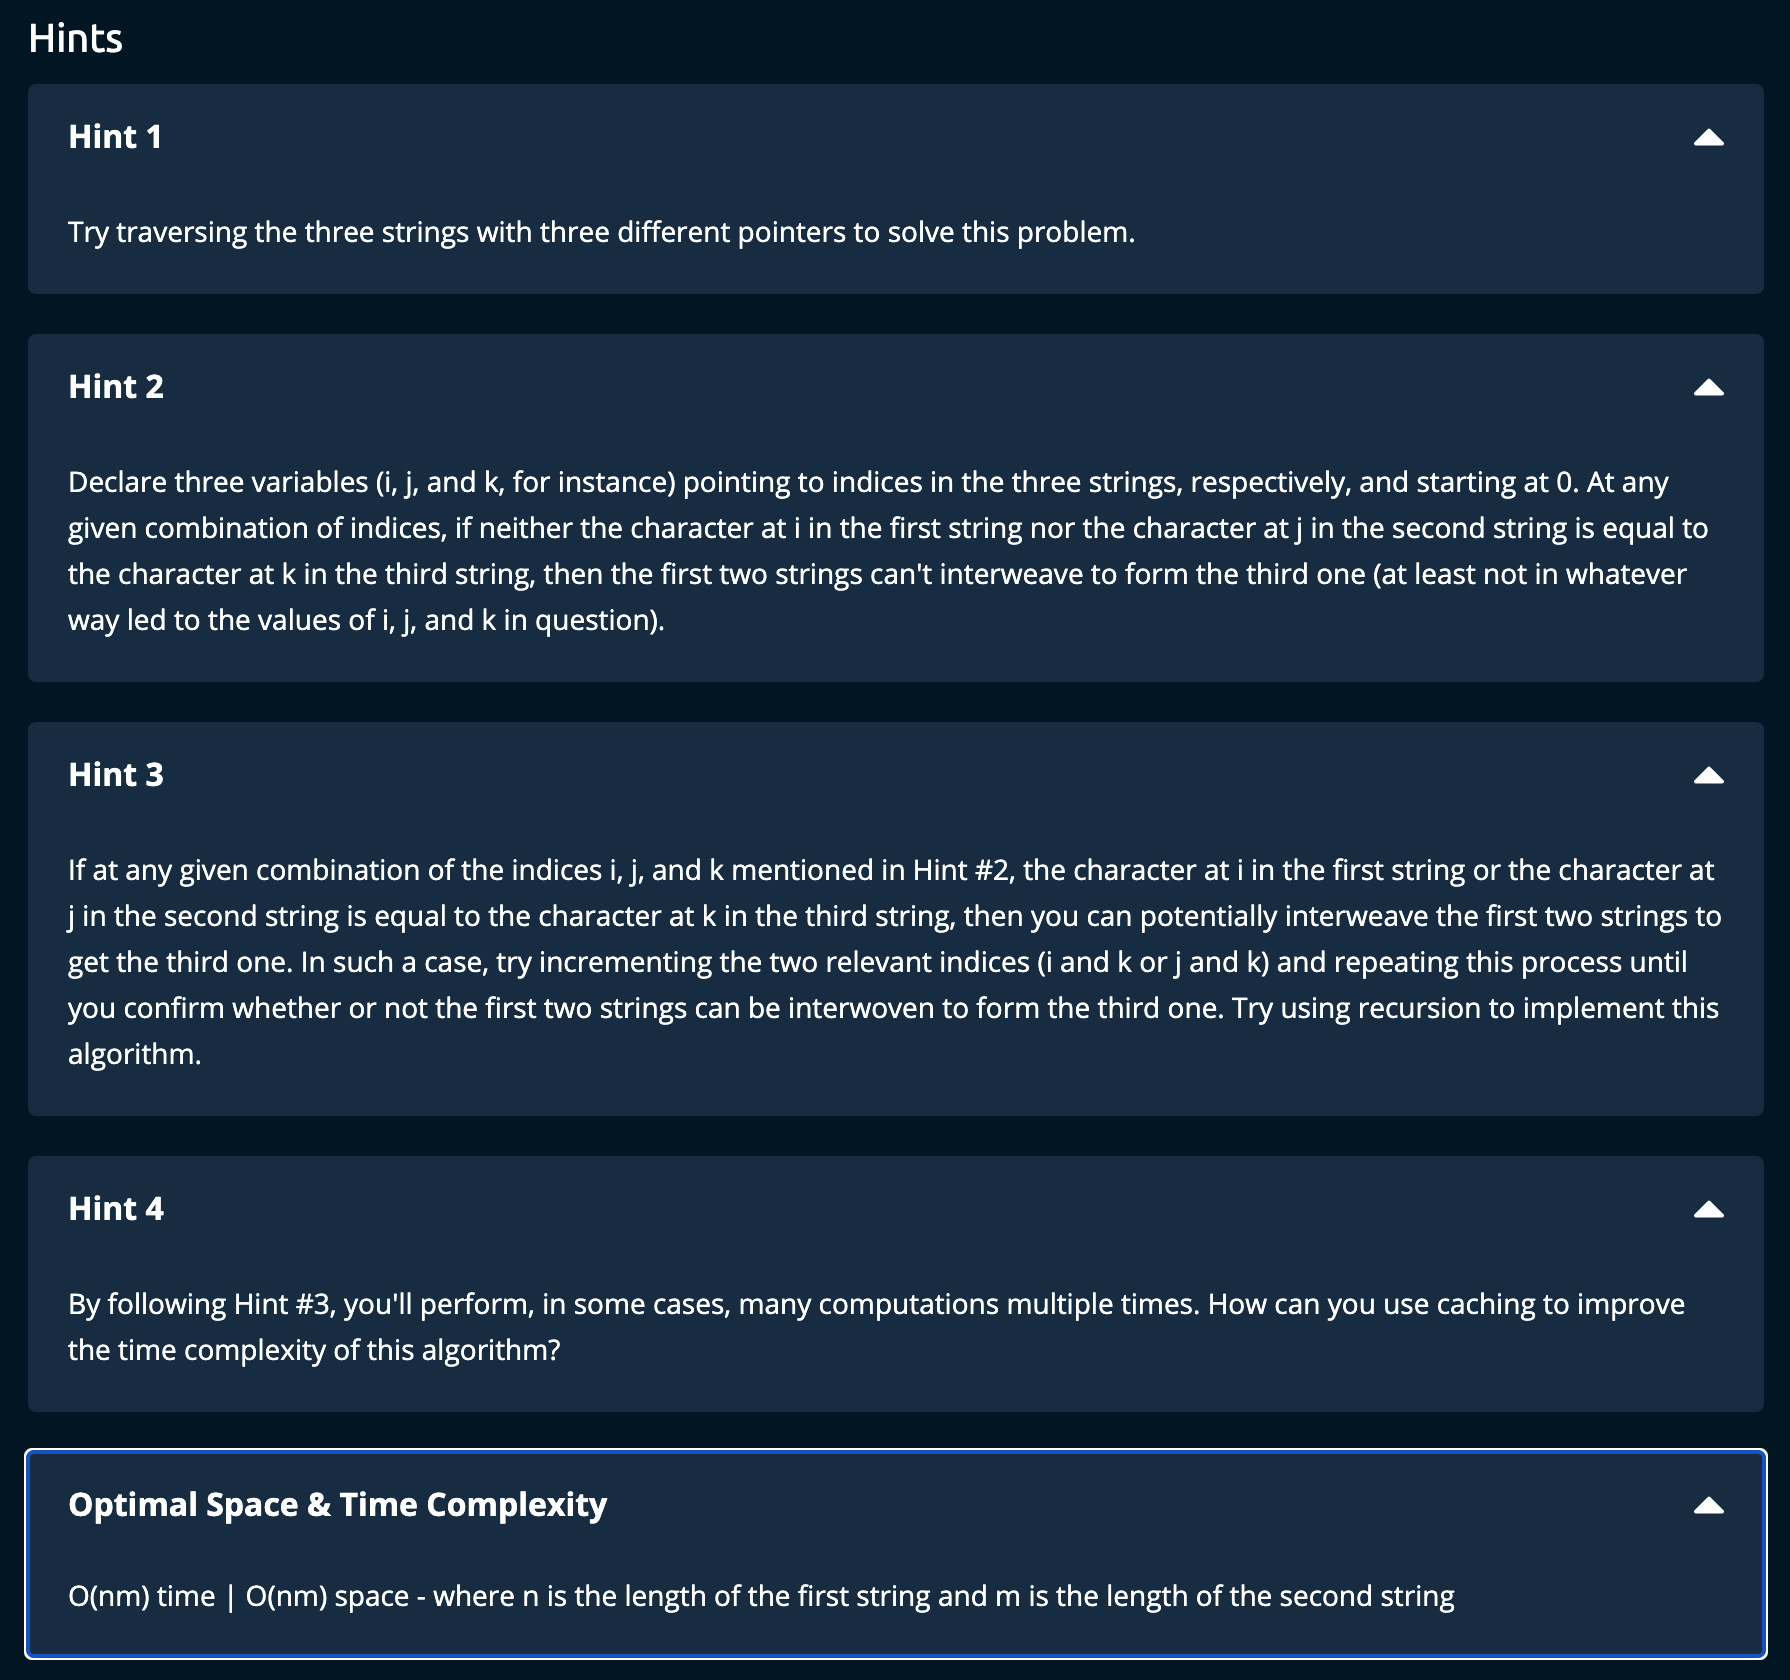 Hints
Hint 1
Try traversing the three strings with three different pointers to solve this problem.
Hint 2
Declare three variables (i, j, and k, for instance) pointing to indices in the three strings, respectively, and starting at 0. At any
given combination of indices, if neither the character at i in the first string nor the character at j in the second string is equal to
the character at k in the third string, then the first two strings can't interweave to form the third one (at least not in whatever
way led to the values of i, j, and k in question).
Hint 3
If at any given combination of the indices i, j, and k mentioned in Hint #2, the character at i in the first string or the character at
j in the second string is equal to the character at k in the third string, then you can potentially interweave the first two strings to
get the third one. In such a case, try incrementing the two relevant indices (i and k or j and k) and repeating this process until
you confirm whether or not the first two strings can be interwoven to form the third one. Try using recursion to implement this
algorithm.
Hint 4
By following Hint #3, you'll perform, in some cases, many computations multiple times. How can you use caching to improve
the time complexity of this algorithm?
Optimal Space & Time Complexity
O(nm) time | O(nm) space - where n is the length of the first string and m is the length of the second string